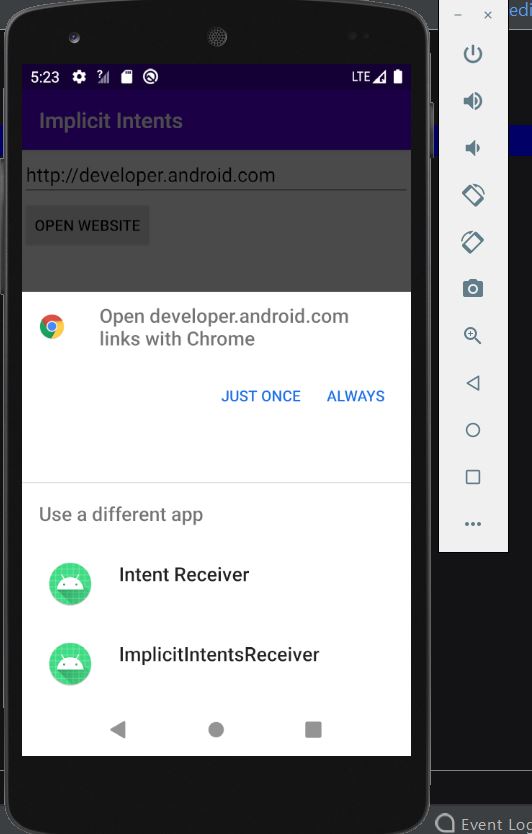 5:23
LTE
Implicit Intents
http://developer.android.com
OPEN WEBSITE
Open developer.android.com
links with Chrome
JUST ONCE
ALWAYS
Use a different app
Intent Receiver
ImplicitIntentsReceiver
edi
Event Loc